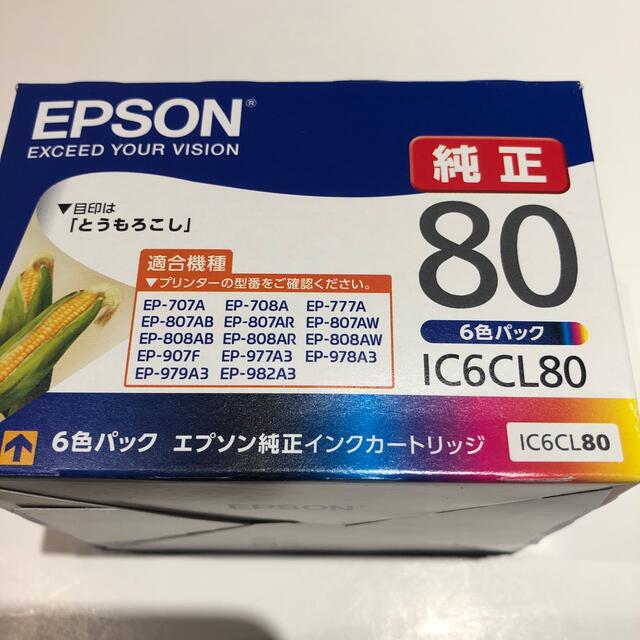 EPSON®
EXCEED YOUR VISION
純正
▼目印は
「とうもろこし」
80
適合機種
▼プリンターの型番をご確認ください。
EP-707A EP-708A EP-777A
EP-807AB EP-807AR EP-807AW
EP-808AB EP-808AR EP-808AW
EP-907F EP-977A3 EP-978A3
EP-979A3 EP-982A3
6色パック
IC6CL80
6色パック エプソン純正インクカートリッジ IC6CL80
EPSON